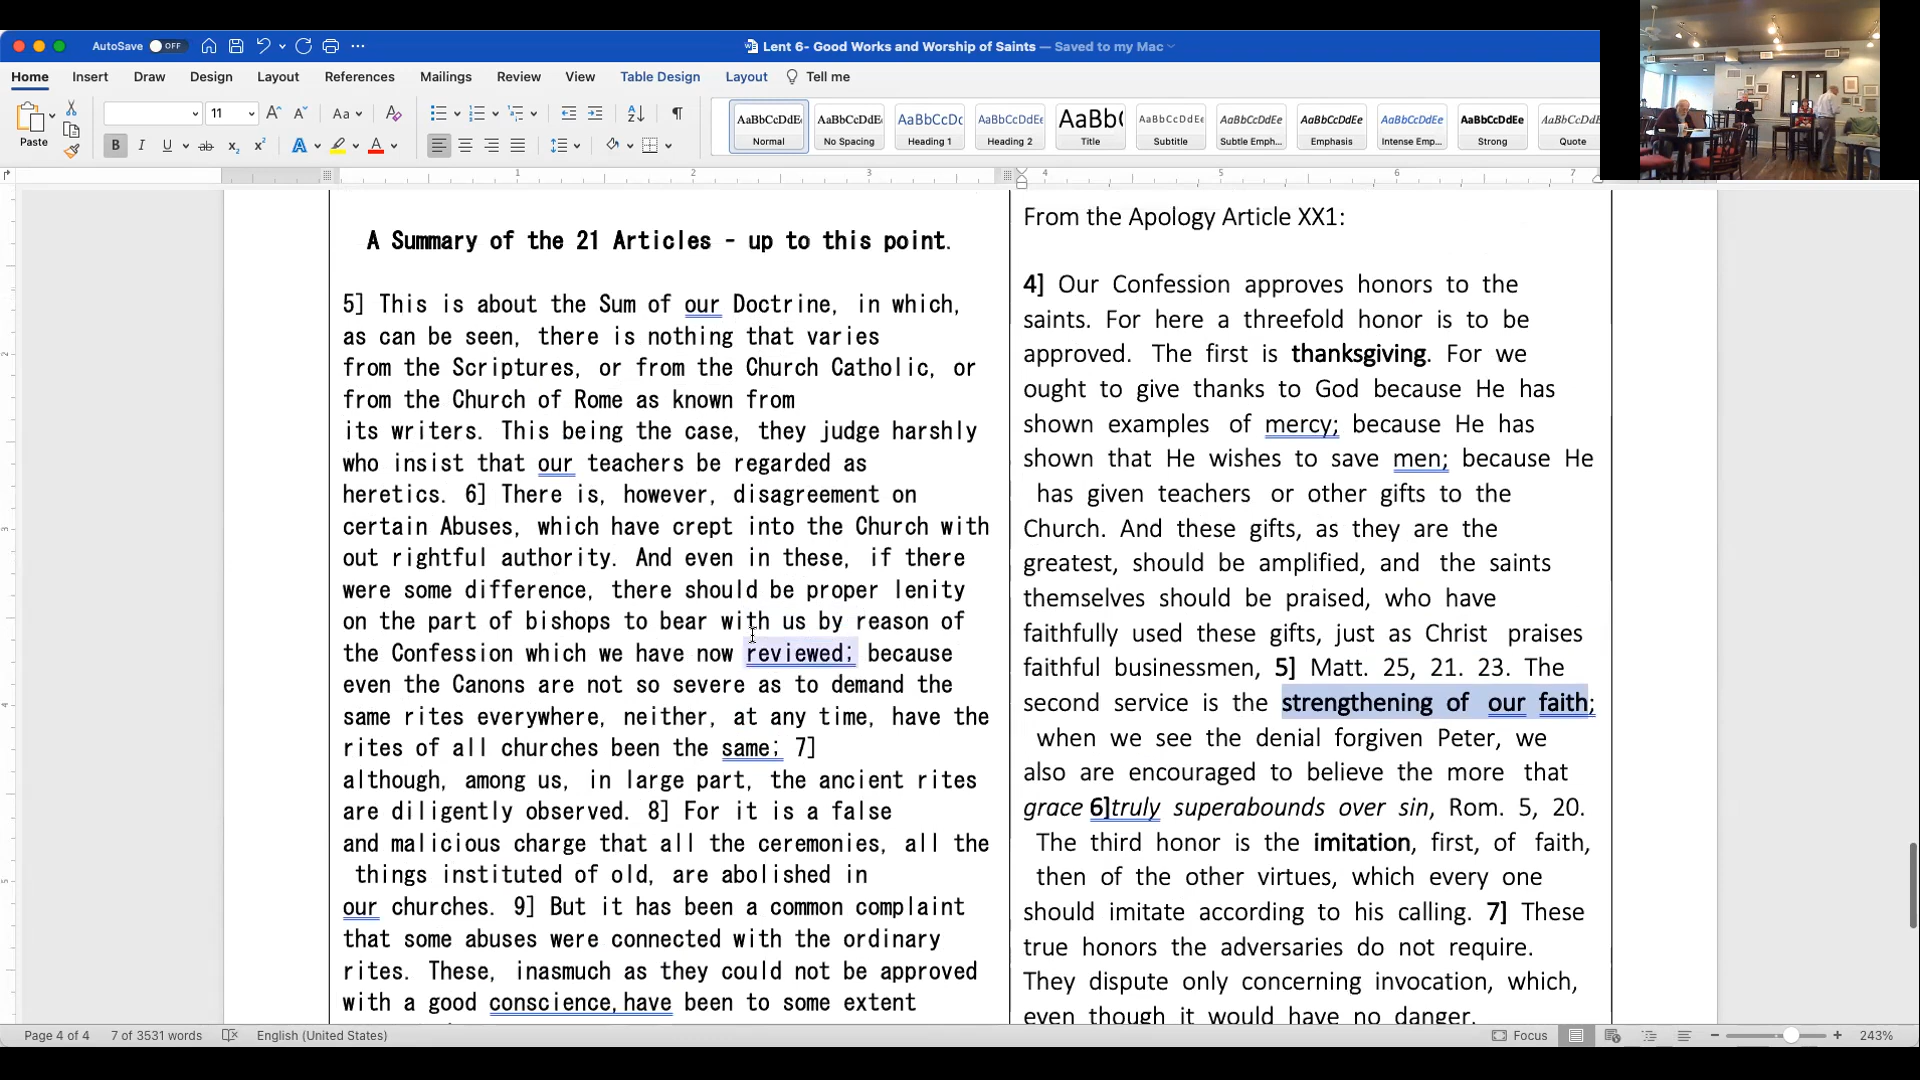 AutoSave OFF
Lent 6- Good Works and Worship of Saints — Saved to my Mac
Home Insert Draw Design Layout References Mailings Review View Table Design Layout Tell me
Paste
11
Aa
AaBbCcDdEe AaBbCcDdEe AaBbCcDc AaBbCcDdE AaBb( AaBbCcDdEe AaBbCcDdEe AaBbCcDdEe AaBbCcDdEe AaBbCcDdEe AaBbCcDdEe
Normal No Spacing Heading 1 Heading 2 Title Subtitle Subtle Emph... Emphasis Intense Emp... Strong Quote
1 2 3 4 5 6 7
A Summary of the 21 Articles - up to this point.
5] This is about the Sum of our Doctrine, in which,
as can be seen, there is nothing that varies
from the Scriptures, or from the Church Catholic, or
from the Church of Rome as known from
its writers. This being the case, they judge harshly
who insist that our teachers be regarded as
heretics. 6] There is, however, disagreement on
certain Abuses, which have crept into the Church with
out rightful authority. And even in these, if there
were some difference, there should be proper lenity
on the part of bishops to bear with us by reason of
the Confession which we have now reviewed; because
even the Canons are not so severe as to demand the
same rites everywhere, neither, at any time, have the
rites of all churches been the same; 7]
although, among us, in large part, the ancient rites
are diligently observed. 8] For it is a false
and malicious charge that all the ceremonies, all the
things instituted of old, are abolished in
our churches. 9] But it has been a common complaint
that some abuses were connected with the ordinary
rites. These, inasmuch as they could not be approved
with a good conscience, have been to some extent
From the Apology Article XX1:
4] Our Confession approves honors to the
saints. For here a threefold honor is to be
approved. The first is thanksgiving. For we
ought to give thanks to God because He has
shown examples of mercy; because He has
shown that He wishes to save men; because He
has given teachers or other gifts to the
Church. And these gifts, as they are the
greatest, should be amplified, and the saints
themselves should be praised, who have
faithfully used these gifts, just as Christ praises
faithful businessmen, 5] Matt. 25, 21. 23. The
second service is the strengthening of our faith;
when we see the denial forgiven Peter, we
also are encouraged to believe the more that
grace 6]truly superabounds over sin, Rom. 5, 20.
The third honor is the imitation, first, of faith,
then of the other virtues, which every one
should imitate according to his calling. 7] These
true honors the adversaries do not require.
They dispute only concerning invocation, which,
even though it would have no danger,
Page 4 of 4 7 of 3531 words English (United States) Focus 243%